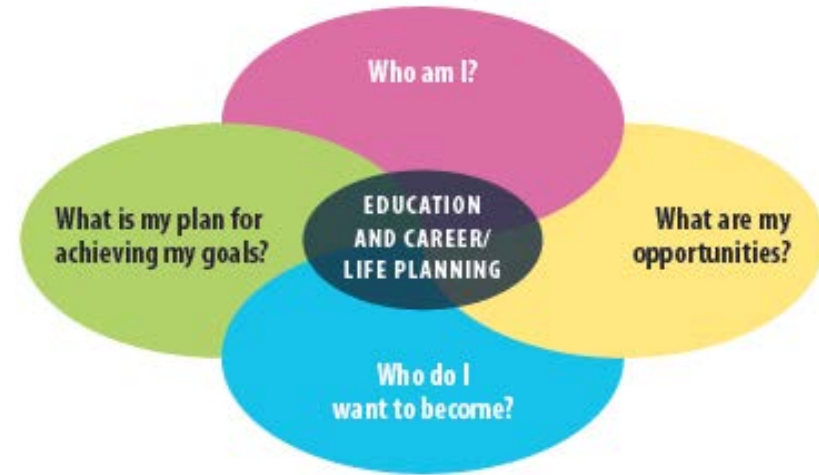 Who am I?
What is my plan for
achieving my goals?
EDUCATION
AND CAREER/
LIFE PLANNING
What are my
opportunities?
Who do I
want to become?